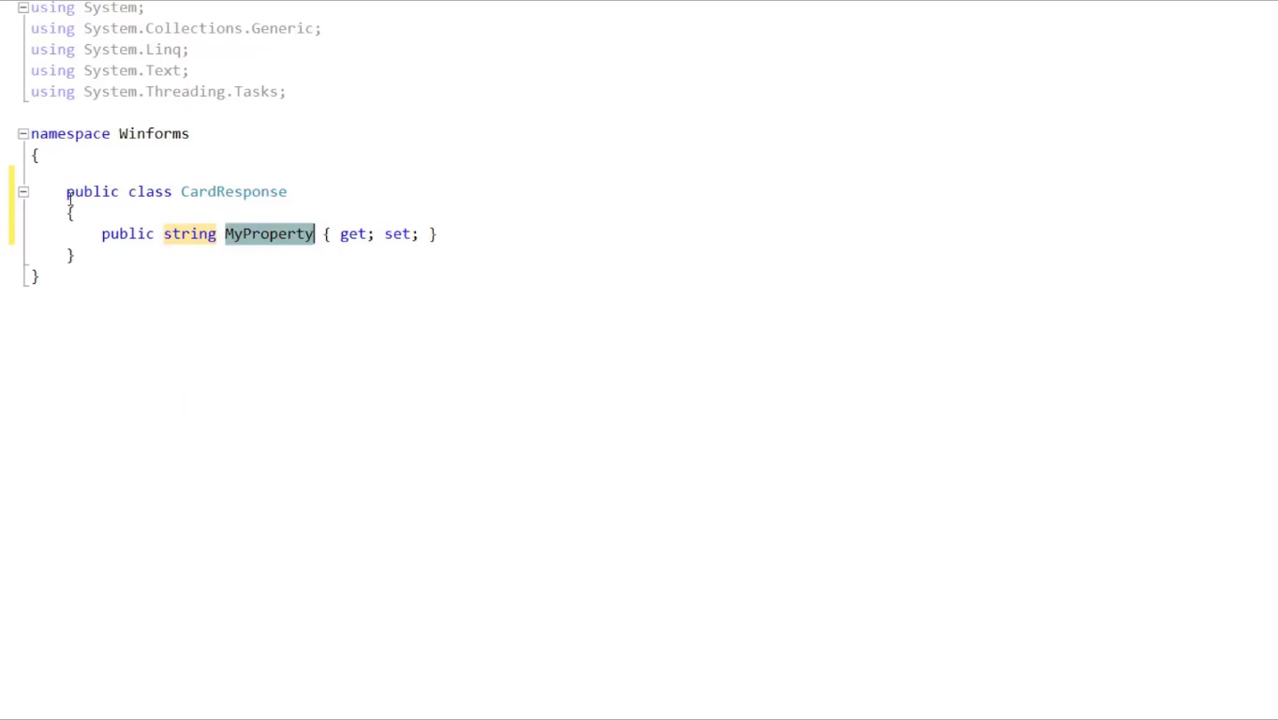 using System;
using System.Collections.Generic;
using System.Linq;
using System.Text;
using System.Threading.Tasks;
namespace Winforms
{
public class CardResponse
{
public string MyProperty { get; set; }
}
}